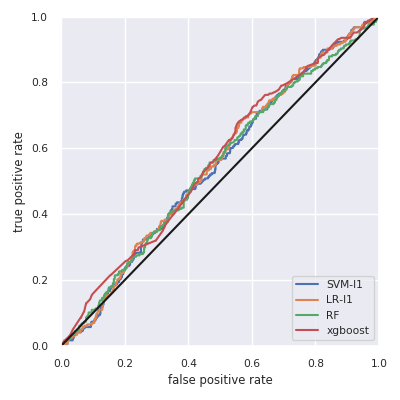 1.0
0.8
0.6
0.4
0.2
0.0
true positive rate
0.0 0.2 0.4 0.6 0.8 1.0
false positive rate
SVM-l1
LR-l1
RF
xgboost